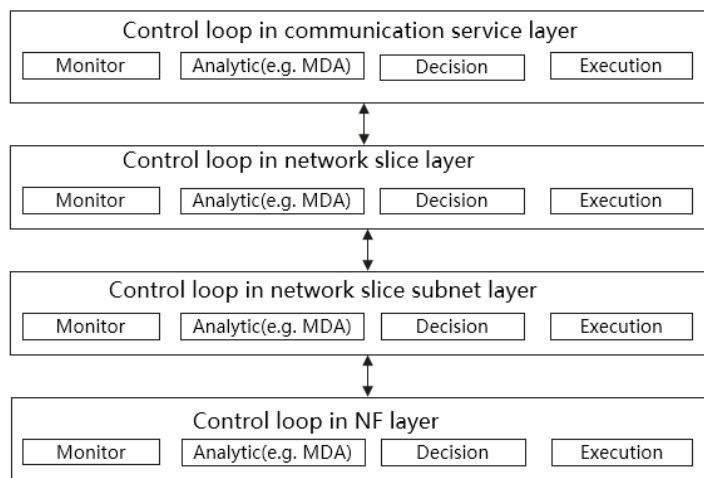 Control loop in communication service layer
Monitor Analytic(e.g. MDA) Decision Execution
Control loop in network slice layer
Monitor Analytic(e.g. MDA) Decision Execution
Control loop in network slice subnet layer
Monitor Analytic(e.g. MDA) Decision Execution
Control loop in NF layer
Monitor Analytic(e.g. MDA) Decision Execution